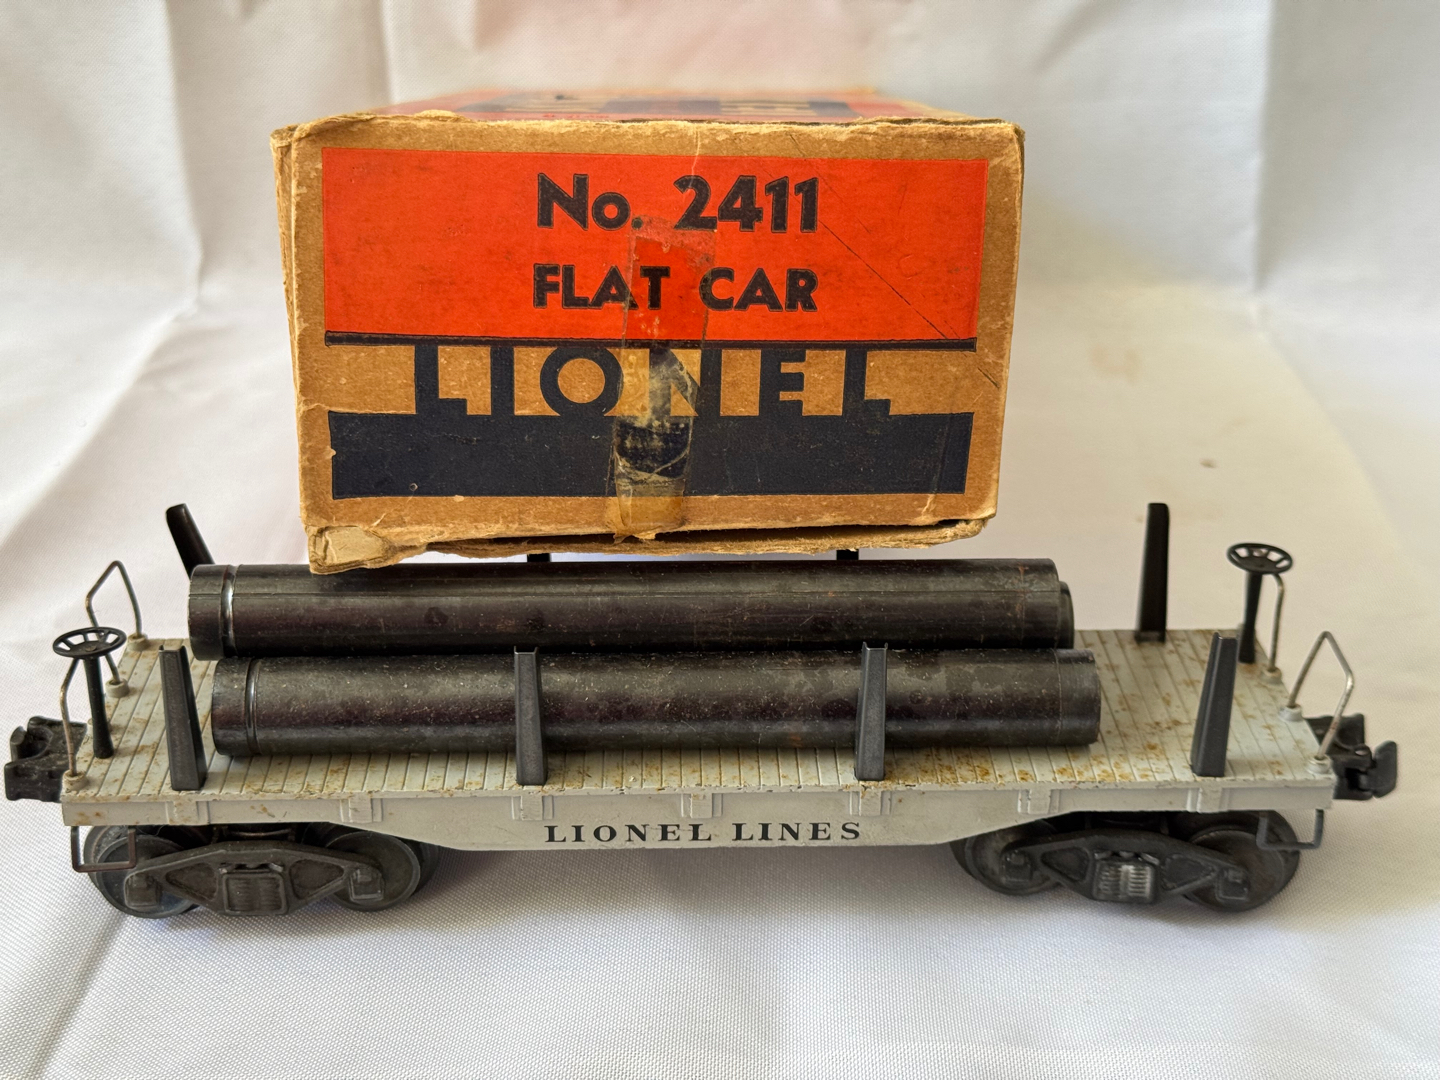 No. 2411
FLAT CAR
LIONEL
LIONEL LINES